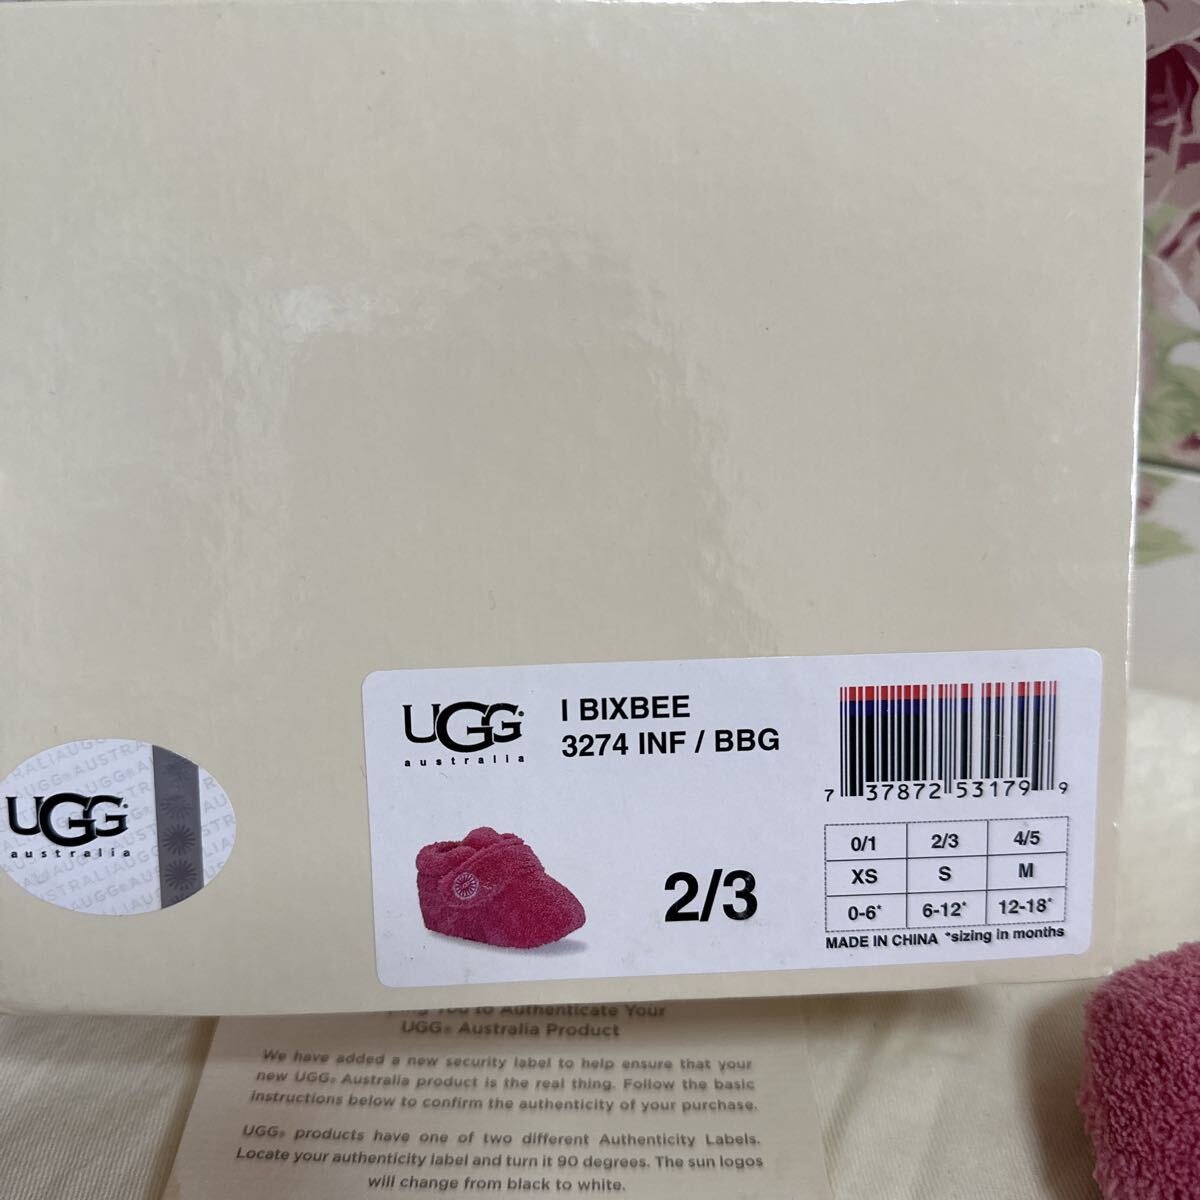 UGG®
australia
I BIXBEE
3274 INF / BBG
7 37872 53179 9
2/3
0/1 2/3 4/5
XS S M
0-6* 6-12* 12-18*
MADE IN CHINA *sizing in months
UGG®
australia
to Authenticate Your
UGG® Australia Product
We have added a new security label to help ensure that your
new UGG® Australia product is the real thing. Follow the basic
instructions below to confirm the authenticity of your purchase.
UGG® products have one of two different Authenticity Labels.
Locate your authenticity label and turn it 90 degrees. The sun logos
will change from black to white.